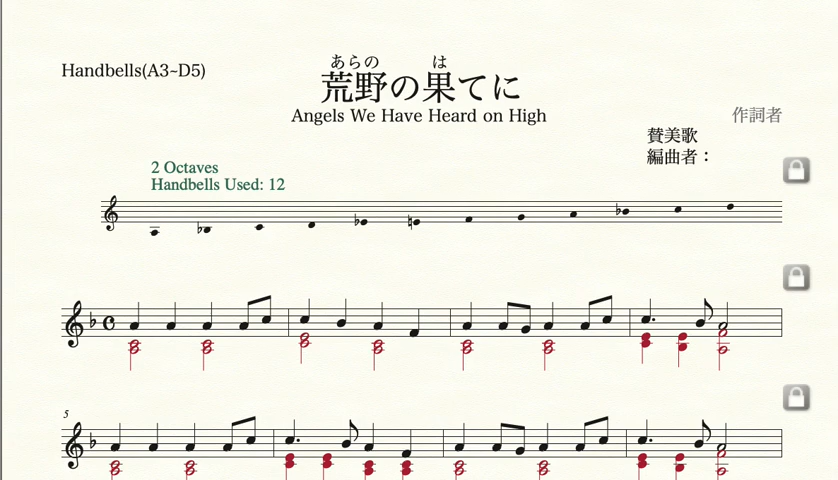 Handbells(A3~D5)
あらの は
荒野の果てに
Angels We Have Heard on High
作詞者
賛美歌
編曲者：
2 Octaves
Handbells Used: 12
5